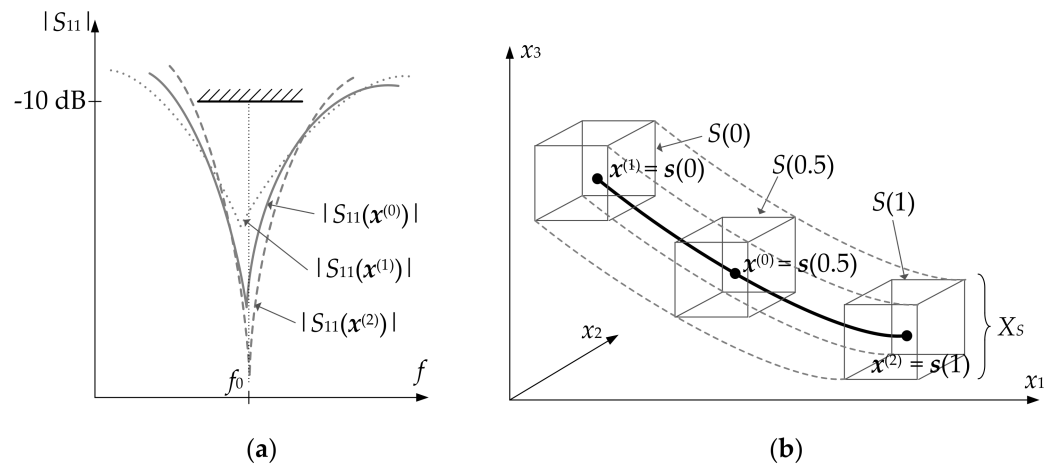 |S₁₁|
-10 dB
|S₁₁(x⁽⁰⁾)|
|S₁₁(x⁽¹⁾)|
|S₁₁(x⁽²⁾)|
f₀
f
(a)
x₃
S(0)
x⁽¹⁾= s(0)
S(0.5)
S(1)
x⁽⁰⁾= s(0.5)
x₂
X_S
x⁽²⁾= s(1)
x₁
(b)